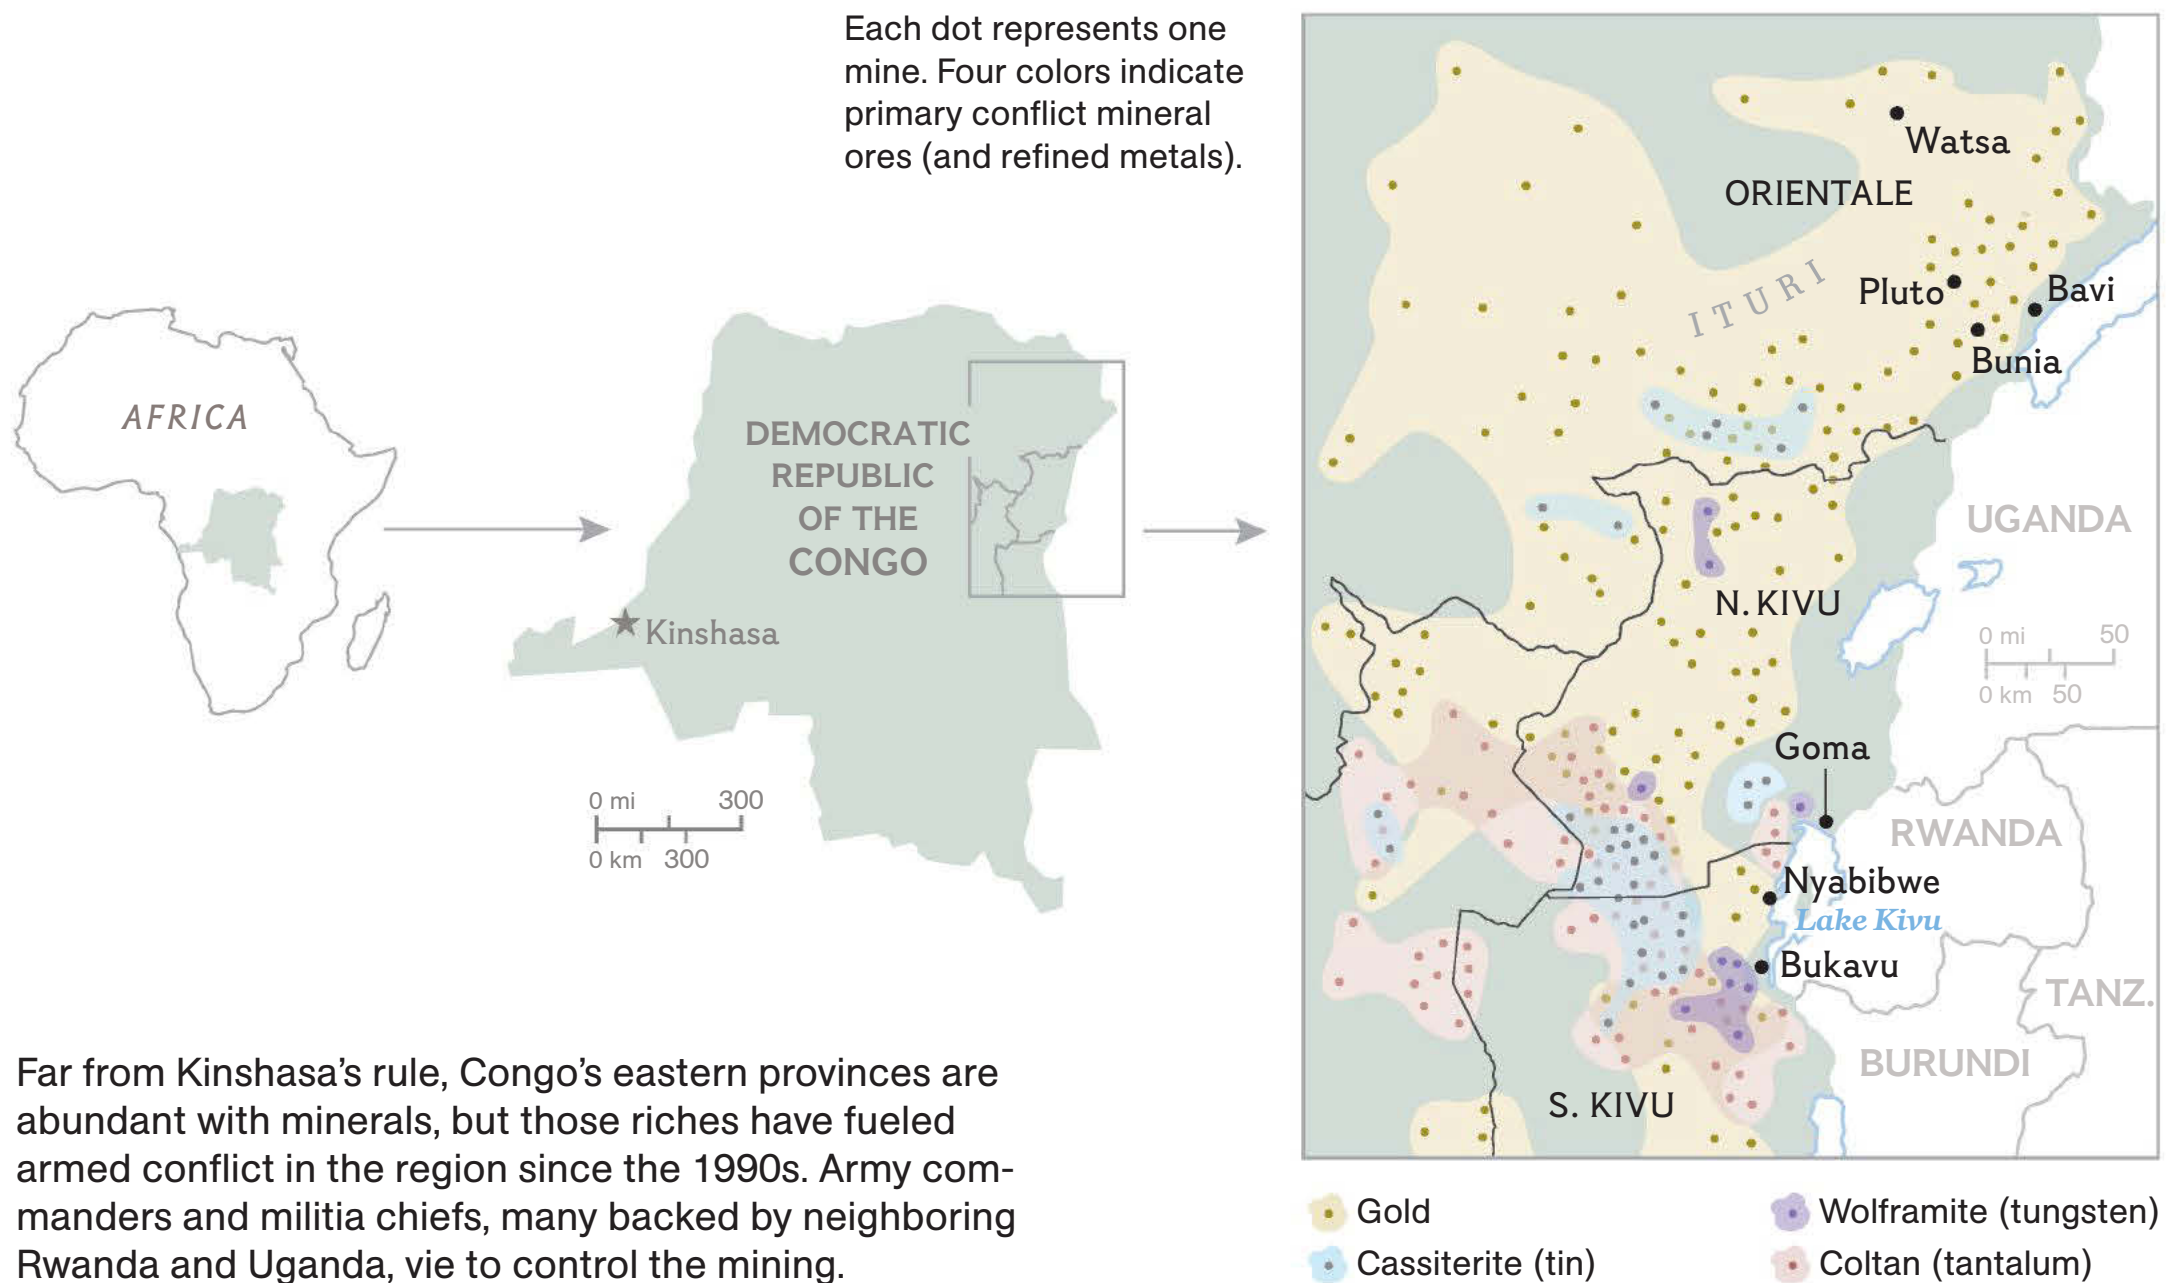 Each dot represents one
mine. Four colors indicate
primary conflict mineral
ores (and refined metals).
AFRICA
DEMOCRATIC
REPUBLIC
OF THE
CONGO
Kinshasa
0 mi 300
0 km 300
Watsa
ORIENTALE
ITURI
Pluto
Bavi
Bunia
UGANDA
N. KIVU
0 mi 50
0 km 50
Goma
RWANDA
Nyabibwe
Lake Kivu
Bukavu
TANZ.
BURUNDI
S. KIVU
Far from Kinshasa’s rule, Congo’s eastern provinces are
abundant with minerals, but those riches have fueled
armed conflict in the region since the 1990s. Army com-
manders and militia chiefs, many backed by neighboring
Rwanda and Uganda, vie to control the mining.
Gold
Wolframite (tungsten)
Cassiterite (tin)
Coltan (tantalum)